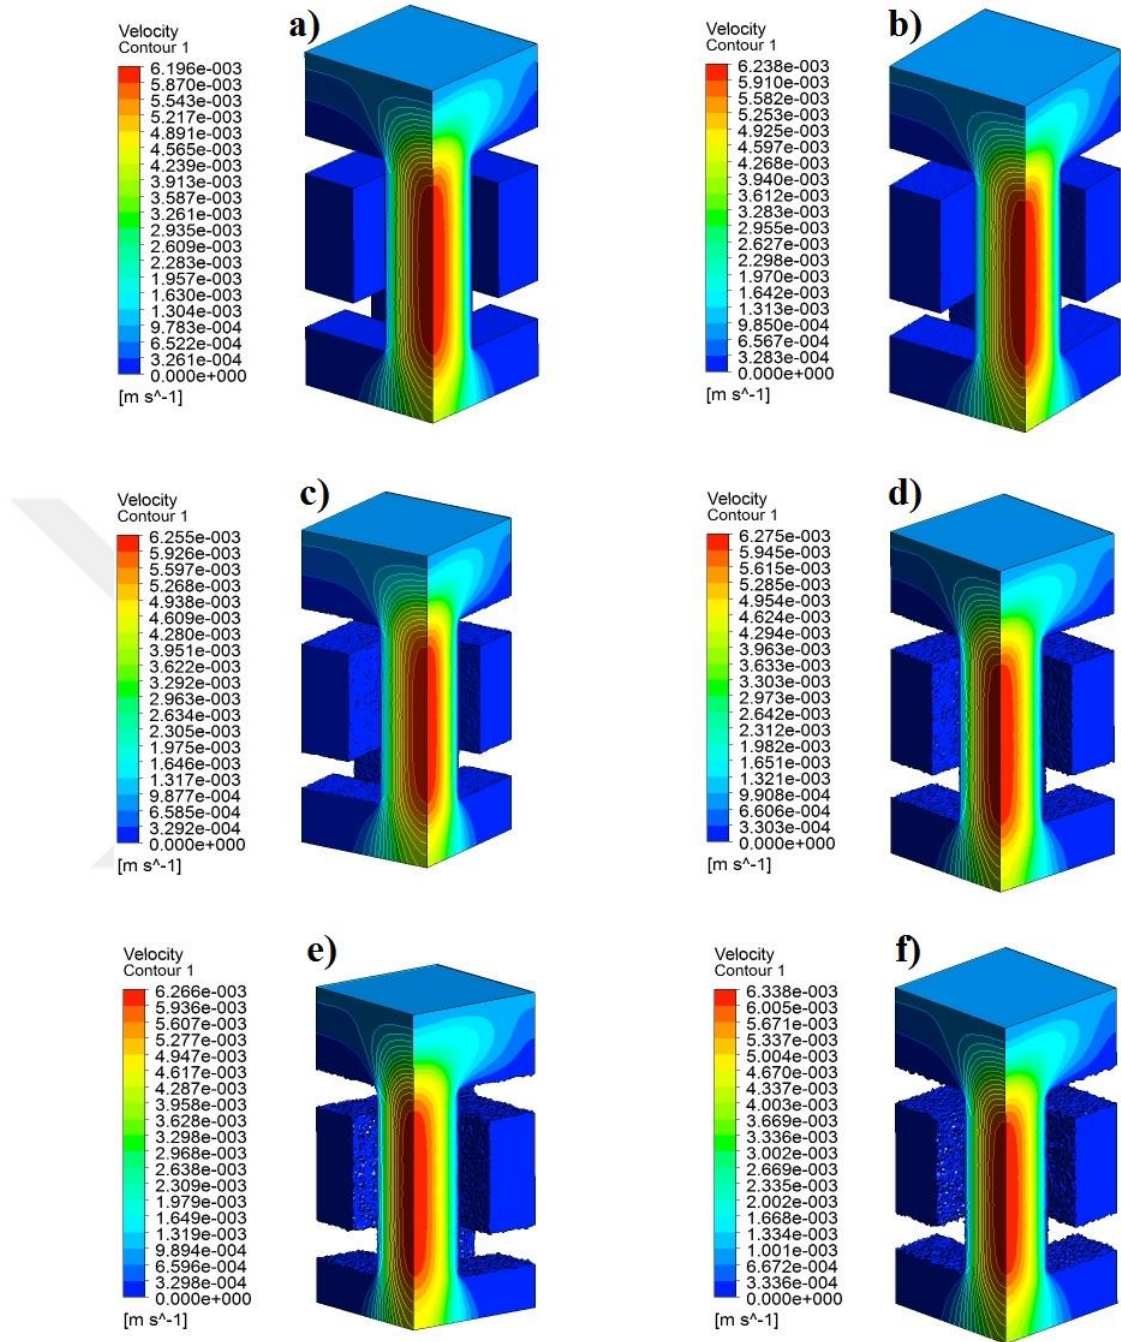 a)
Velocity
Contour 1
6.196e-003
5.870e-003
5.543e-003
5.217e-003
4.891e-003
4.565e-003
4.239e-003
3.913e-003
3.587e-003
3.261e-003
2.935e-003
2.609e-003
2.283e-003
1.957e-003
1.630e-003
1.304e-003
9.783e-004
6.522e-004
3.261e-004
0.000e+000
[m s^-1]
b)
Velocity
Contour 1
6.238e-003
5.910e-003
5.582e-003
5.253e-003
4.925e-003
4.597e-003
4.268e-003
3.940e-003
3.612e-003
3.283e-003
2.955e-003
2.627e-003
2.298e-003
1.970e-003
1.642e-003
1.313e-003
9.850e-004
6.567e-004
3.283e-004
0.000e+000
[m s^-1]
c)
Velocity
Contour 1
6.255e-003
5.926e-003
5.597e-003
5.268e-003
4.938e-003
4.609e-003
4.280e-003
3.951e-003
3.622e-003
3.292e-003
2.963e-003
2.634e-003
2.305e-003
1.975e-003
1.646e-003
1.317e-003
9.877e-004
6.585e-004
3.292e-004
0.000e+000
[m s^-1]
d)
Velocity
Contour 1
6.275e-003
5.945e-003
5.615e-003
5.285e-003
4.954e-003
4.624e-003
4.294e-003
3.963e-003
3.633e-003
3.303e-003
2.973e-003
2.642e-003
2.312e-003
1.982e-003
1.651e-003
1.321e-003
9.908e-004
6.606e-004
3.303e-004
0.000e+000
[m s^-1]
e)
Velocity
Contour 1
6.266e-003
5.936e-003
5.607e-003
5.277e-003
4.947e-003
4.617e-003
4.287e-003
3.958e-003
3.628e-003
3.298e-003
2.968e-003
2.638e-003
2.309e-003
1.979e-003
1.649e-003
1.319e-003
9.894e-004
6.596e-004
3.298e-004
0.000e+000
[m s^-1]
f)
Velocity
Contour 1
6.338e-003
6.005e-003
5.671e-003
5.337e-003
5.004e-003
4.670e-003
4.337e-003
4.003e-003
3.669e-003
3.336e-003
3.002e-003
2.669e-003
2.335e-003
2.002e-003
1.668e-003
1.334e-003
1.001e-003
6.672e-004
3.336e-004
0.000e+000
[m s^-1]